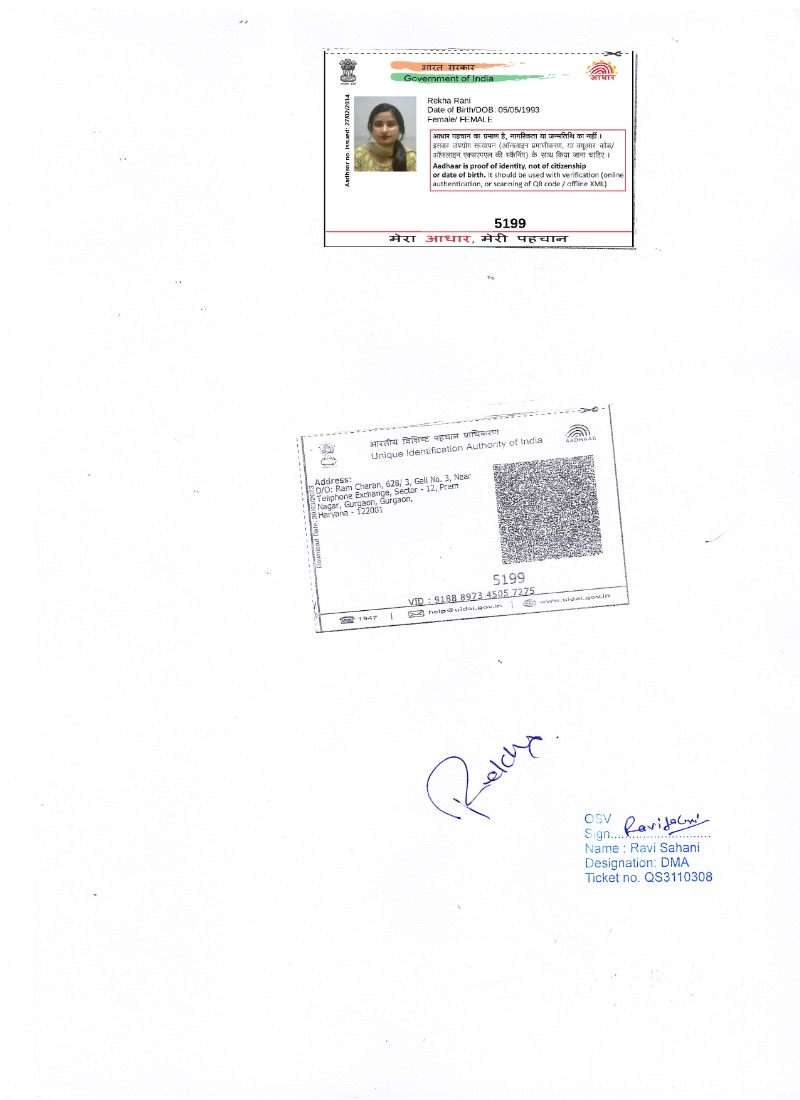 भारत सरकार
Government of India
आधार
Aadhaar no. issued: 27/03/2014
Rekha Rani
Date of Birth/DOB: 05/05/1993
Female/ FEMALE
आधार पहचान का प्रमाण है, नागरिकता या जन्मतिथि का नहीं ।
इसका उपयोग सत्यापन (ऑनलाइन प्रमाणीकरण, या क्यूआर कोड/
ऑफ़लाइन एक्सएमएल की स्कैनिंग) के साथ किया जाना चाहिए ।
Aadhaar is proof of identity, not of citizenship
or date of birth. It should be used with verification (online
authentication, or scanning of QR code / offline XML).
5199
मेरा आधार, मेरी पहचान
भारतीय विशिष्ट पहचान प्राधिकरण
Unique Identification Authority of India
AADHAAR
Download Date:
Address:
D/O: Ram Charan, 628/ 3, Gali No. 3, Near
Teliphone Exchange, Sector - 12, Prem
Nagar, Gurgaon, Gurgaon,
Haryana - 122001
5199
VID : 9188 8973 4505 7275
1947 | help@uidai.gov.in | www.uidai.gov.in
Rekha
OSV
Sign.... Ravi Sahni
Name : Ravi Sahani
Designation: DMA
Ticket no. QS3110308